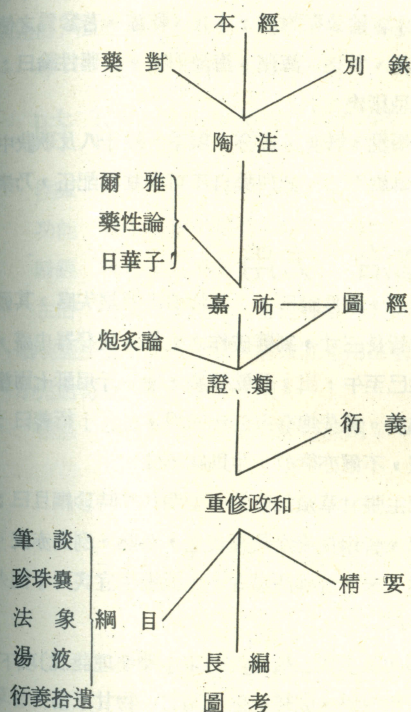 本經
藥對 別錄
陶注
爾雅
藥性論
日華子
嘉祐 圖經
炮炙論
證類
衍義
重修政和
筆談
珍珠囊 精要
法象 綱目
湯液 長編
衍義拾遺 圖考